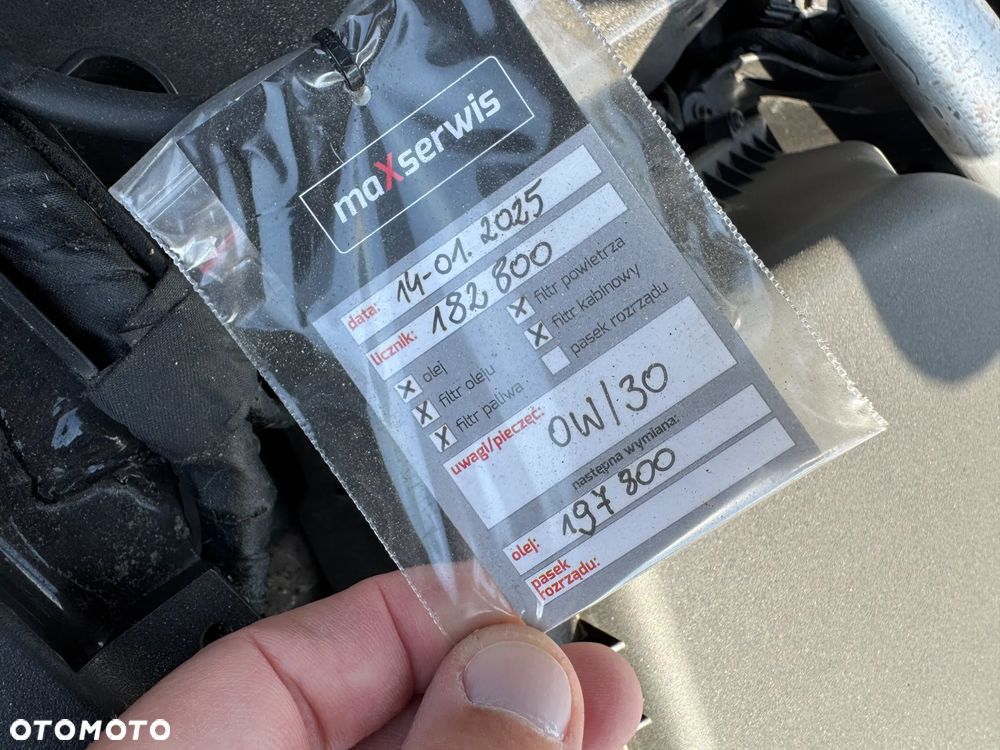 maXserwis
data: 14-01.2025
licznik: 182 800
olej
filtr oleju
filtr paliwa
filtr powietrza
filtr kabinowy
pasek rozrządu
uwagi/pieczęć: 0W/30
następna wymiana:
olej: 197 800
pasek
rozrządu:
OTOMOTO